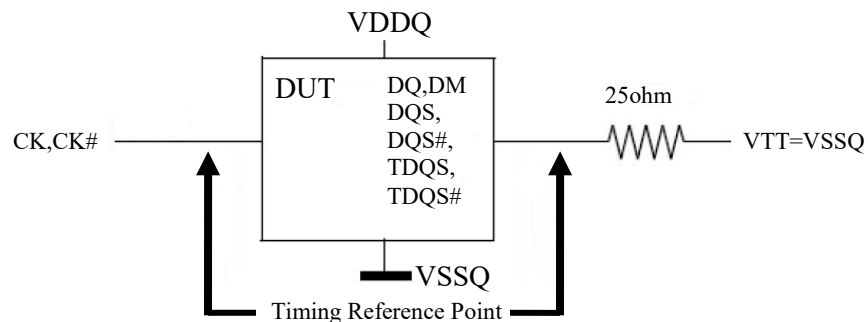 VDDQ
DUT
DQ,DM
DQS,
DQS#,
TDQS,
TDQS#
25ohm
CK,CK#
VTT=VSSQ
VSSQ
Timing Reference Point